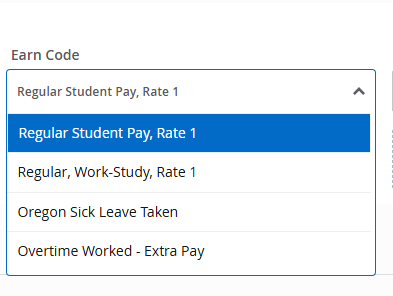 Earn Code
Regular Student Pay, Rate 1
Regular Student Pay, Rate 1
Regular, Work-Study, Rate 1
Oregon Sick Leave Taken
Overtime Worked - Extra Pay